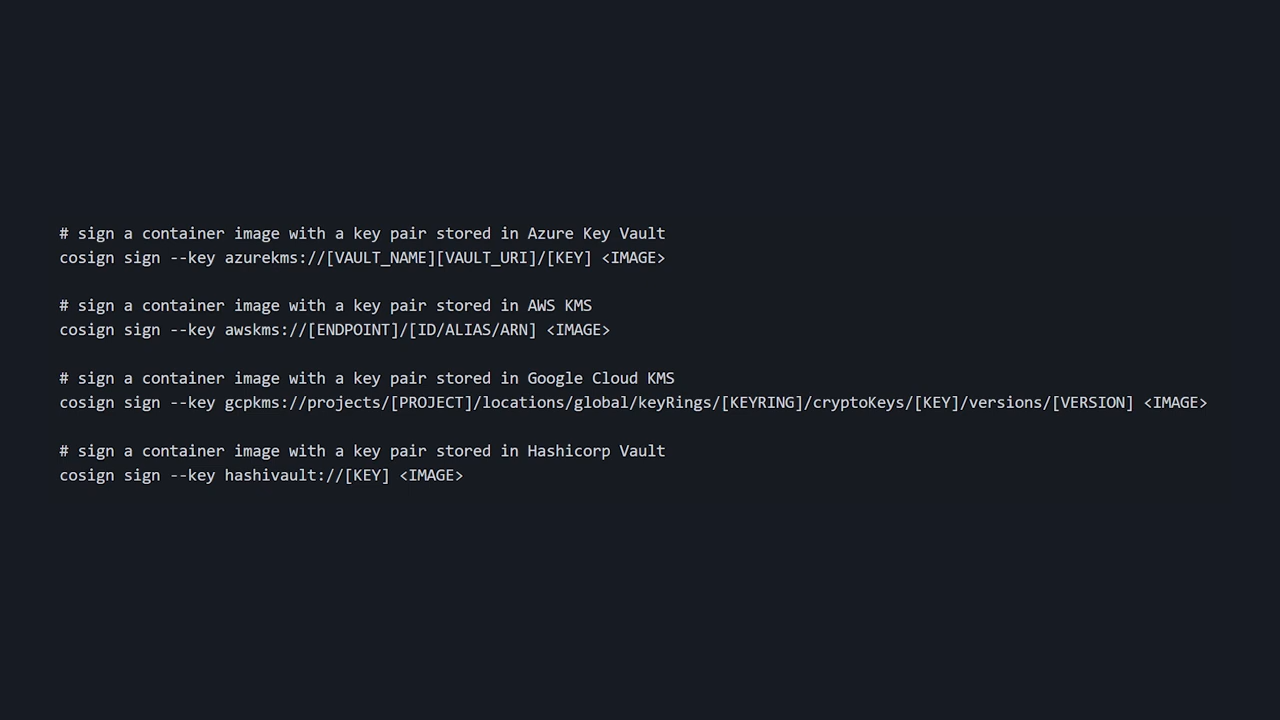 # sign a container image with a key pair stored in Azure Key Vault
cosign sign --key azurekms://[VAULT_NAME][VAULT_URI]/[KEY] <IMAGE>
# sign a container image with a key pair stored in AWS KMS
cosign sign --key awskms://[ENDPOINT]/[ID/ALIAS/ARN] <IMAGE>
# sign a container image with a key pair stored in Google Cloud KMS
cosign sign --key gcpkms://projects/[PROJECT]/locations/global/keyRings/[KEYRING]/cryptoKeys/[KEY]/versions/[VERSION] <IMAGE>
# sign a container image with a key pair stored in Hashicorp Vault
cosign sign --key hashivault://[KEY] <IMAGE>